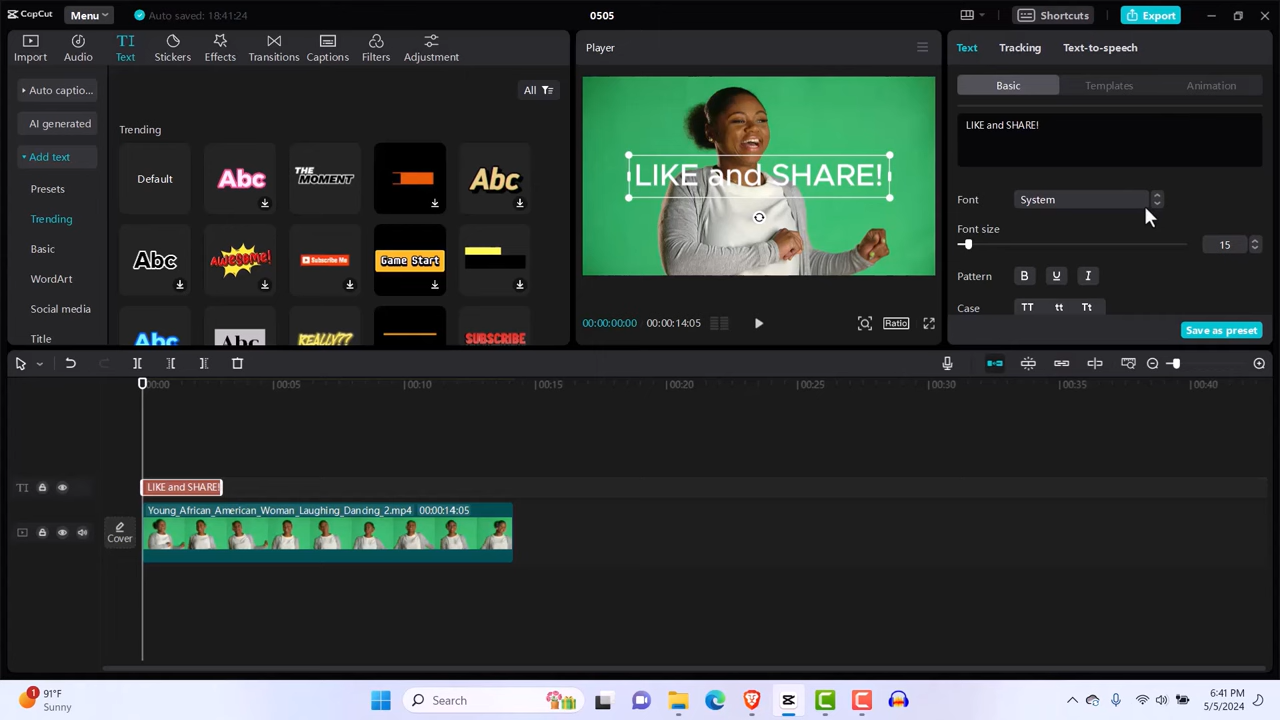 CapCut
Menu
Auto saved: 18:41:24
0505
Shortcuts
Export
Import
Audio
Text
Stickers
Effects
Transitions
Captions
Filters
Adjustment
Player
Text
Tracking
Text-to-speech
Auto captio...
AI generated
Add text
Presets
Trending
Basic
WordArt
Social media
Title
All
Trending
Default
Abc
THE MOMENT
Abc
Abc
AWESOME!
Subscribe Me
Game Start
Abc
Abc
REALLY??
SUBSCRIBE
LIKE and SHARE!
00:00:00:00
00:00:14:05
Ratio
Basic
Templates
Animation
LIKE and SHARE!
Font
System
Font size
15
Pattern
B
U
I
Case
TT
tt
Tt
Save as preset
00:00
00:05
00:10
00:15
00:20
00:25
00:30
00:35
00:40
TI
LIKE and SHARE!
Young_African_American_Woman_Laughing_Dancing_2.mp4 00:00:14:05
Cover
1
91°F
Sunny
Search
6:41 PM
5/5/2024